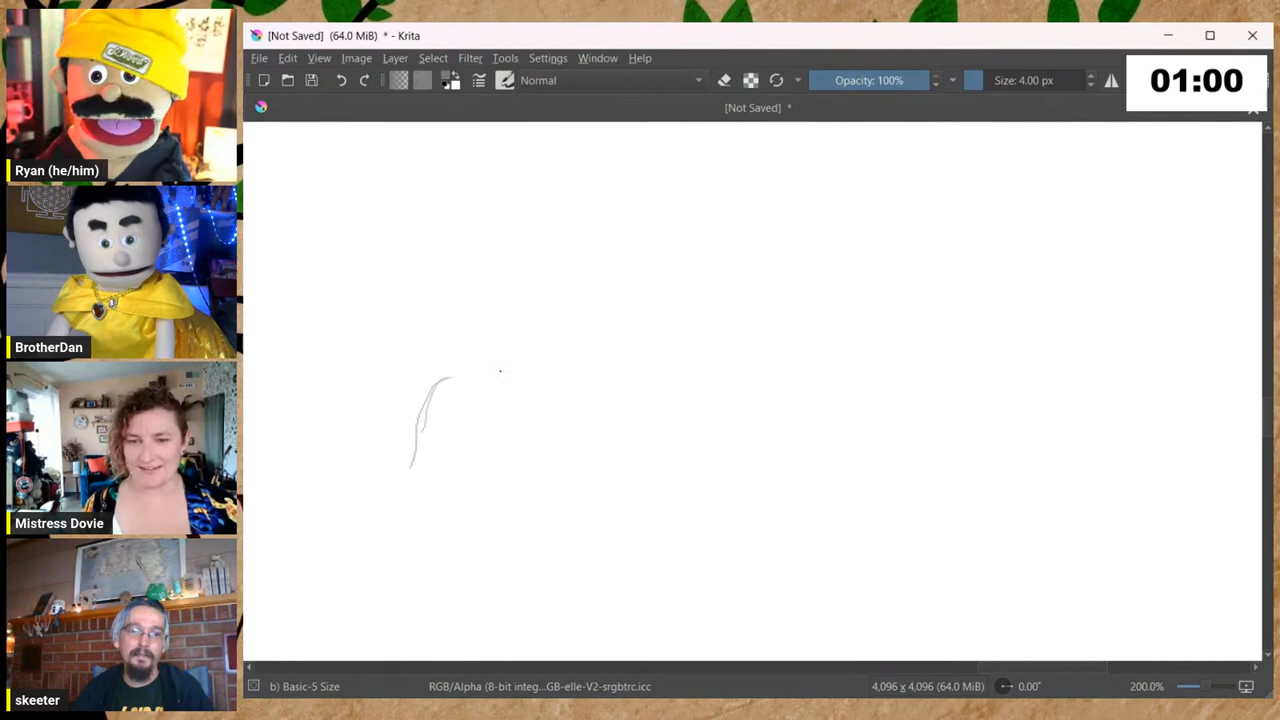 Ryan (he/him)
BrotherDan
Mistress Dovie
skeeter
[Not Saved] (64.0 MiB) * - Krita
File Edit View Image Layer Select Filter Tools Settings Window Help
Normal
Opacity: 100%
Size: 4.00 px
01:00
[Not Saved] *
b) Basic-5 Size
RGB/Alpha (8-bit integ...GB-elle-V2-srgbtrc.icc
4,096 x 4,096 (64.0 MiB)
0.00°
200.0%